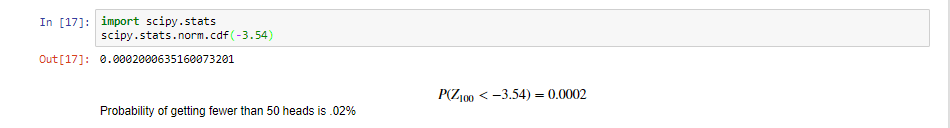 In [17]: import scipy.stats
scipy.stats.norm.cdf(-3.54)
Out[17]: 0.0002000635160073201
P(Z₁₀₀ < −3.54) = 0.0002
Probability of getting fewer than 50 heads is .02%